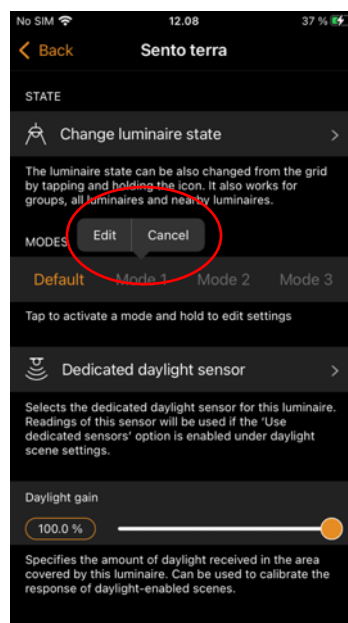 No SIM 12.08 37 %
Back Sento terra
STATE
Change luminaire state
The luminaire state can be also changed from the grid
by tapping and holding the icon. It also works for
groups, all luminaires and nearby luminaires.
Edit Cancel
MODES
Default Mode 1 Mode 2 Mode 3
Tap to activate a mode and hold to edit settings
Dedicated daylight sensor
Selects the dedicated daylight sensor for this luminaire.
Readings of this sensor will be used if the 'Use
dedicated sensors' option is enabled under daylight
scene settings.
Daylight gain
100.0 %
Specifies the amount of daylight received in the area
covered by this luminaire. Can be used to calibrate the
response of daylight-enabled scenes.